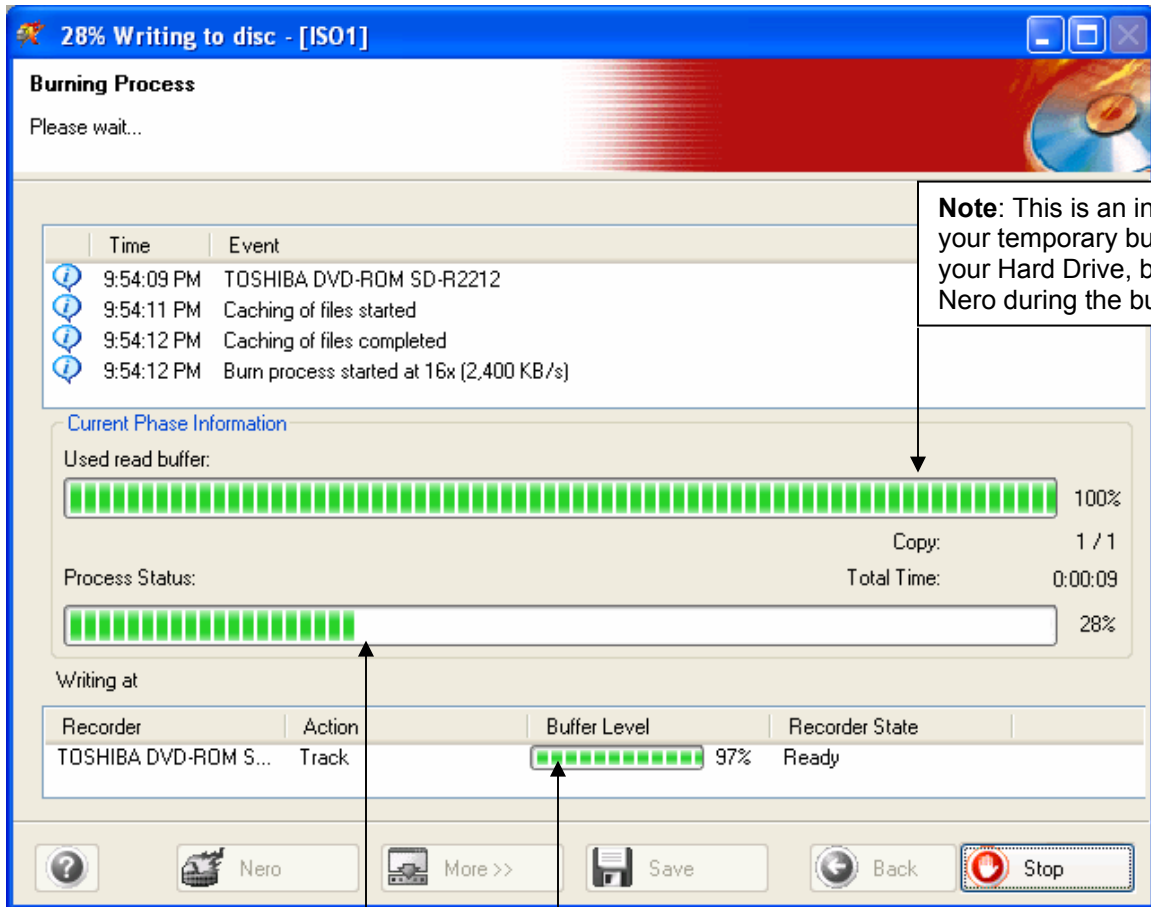 28% Writing to disc - [ISO1]
Burning Process
Please wait...
Note: This is an
your temporary
your Hard Drive,
Nero during the
Time Event
9:54:09 PM TOSHIBA DVD-ROM SD-R2212
9:54:11 PM Caching of files started
9:54:12 PM Caching of files completed
9:54:12 PM Burn process started at 16x (2,400 KB/s)
Current Phase Information
Used read buffer:
100%
Copy: 1 / 1
Process Status: Total Time: 0:00:09
28%
Writing at
Recorder Action Buffer Level Recorder State
TOSHIBA DVD-ROM S... Track 97% Ready
? Nero More >> Save Back Stop